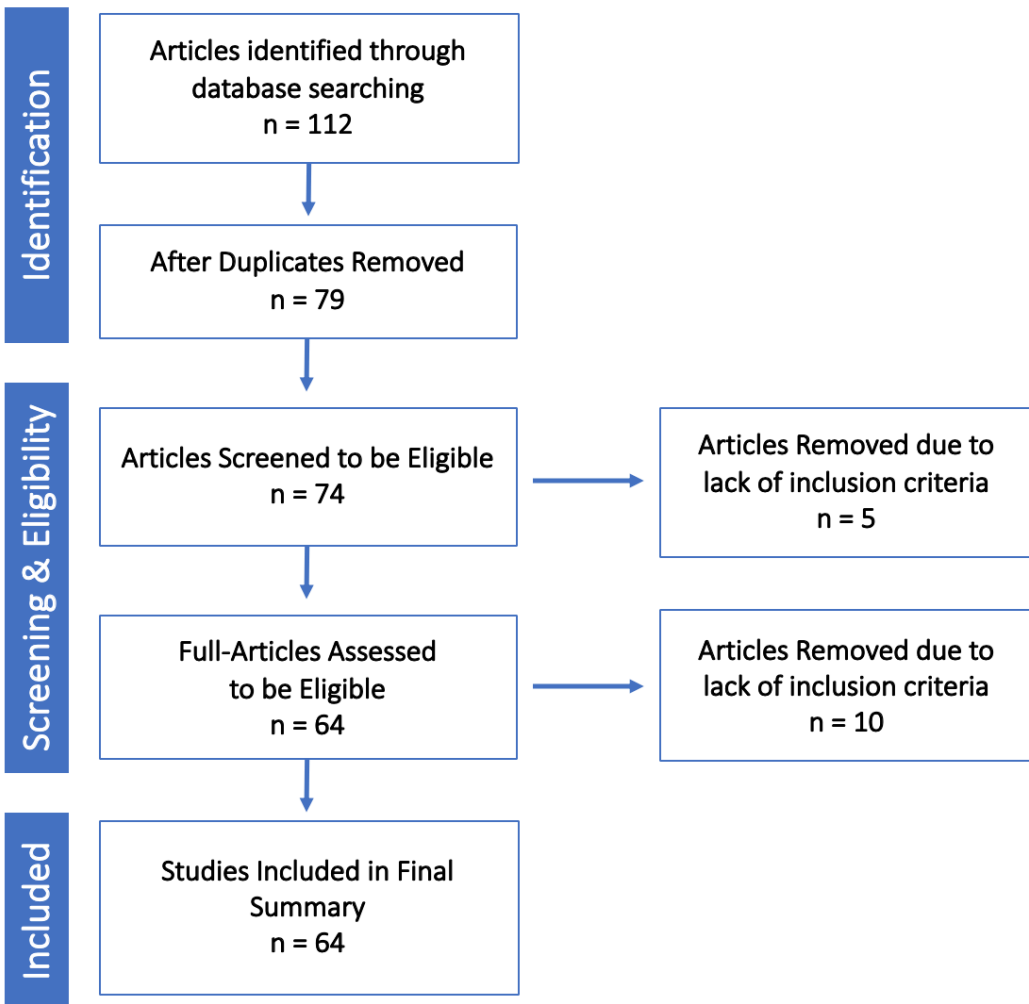 Identification
Articles identified through
database searching
n = 112
After Duplicates Removed
n = 79
Screening & Eligibility
Articles Screened to be Eligible
n = 74
Articles Removed due to
lack of inclusion criteria
n = 5
Full-Articles Assessed
to be Eligible
n = 64
Articles Removed due to
lack of inclusion criteria
n = 10
Included
Studies Included in Final
Summary
n = 64